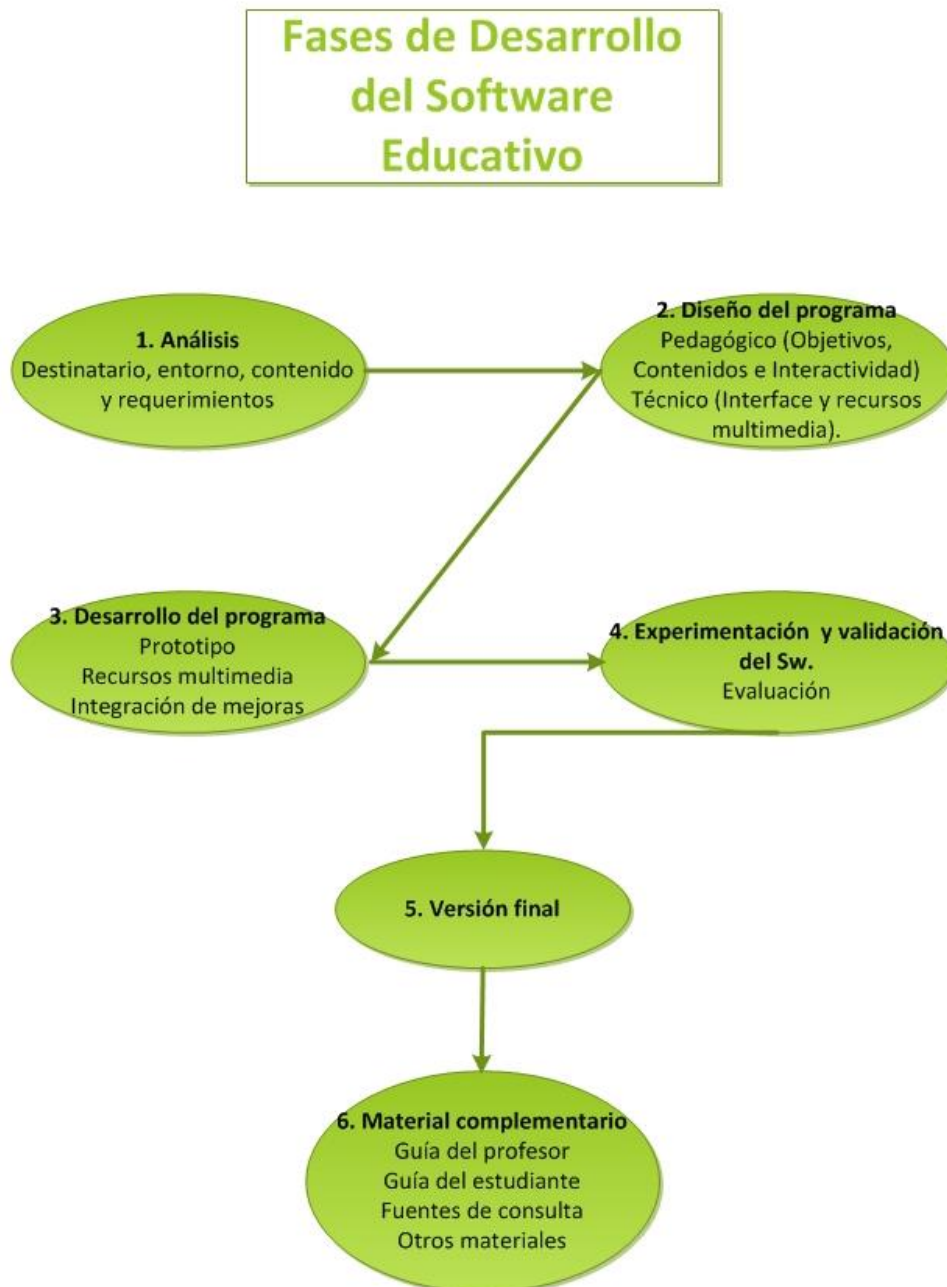 Fases de Desarrollo
del Software
Educativo
1. Análisis
Destinatario, entorno, contenido
y requerimientos
2. Diseño del programa
Pedagógico (Objetivos,
Contenidos e Interactividad)
Técnico (Interface y recursos
multimedia).
3. Desarrollo del programa
Prototipo
Recursos multimedia
Integración de mejoras
4. Experimentación y validación
del Sw.
Evaluación
5. Versión final
6. Material complementario
Guía del profesor
Guía del estudiante
Fuentes de consulta
Otros materiales